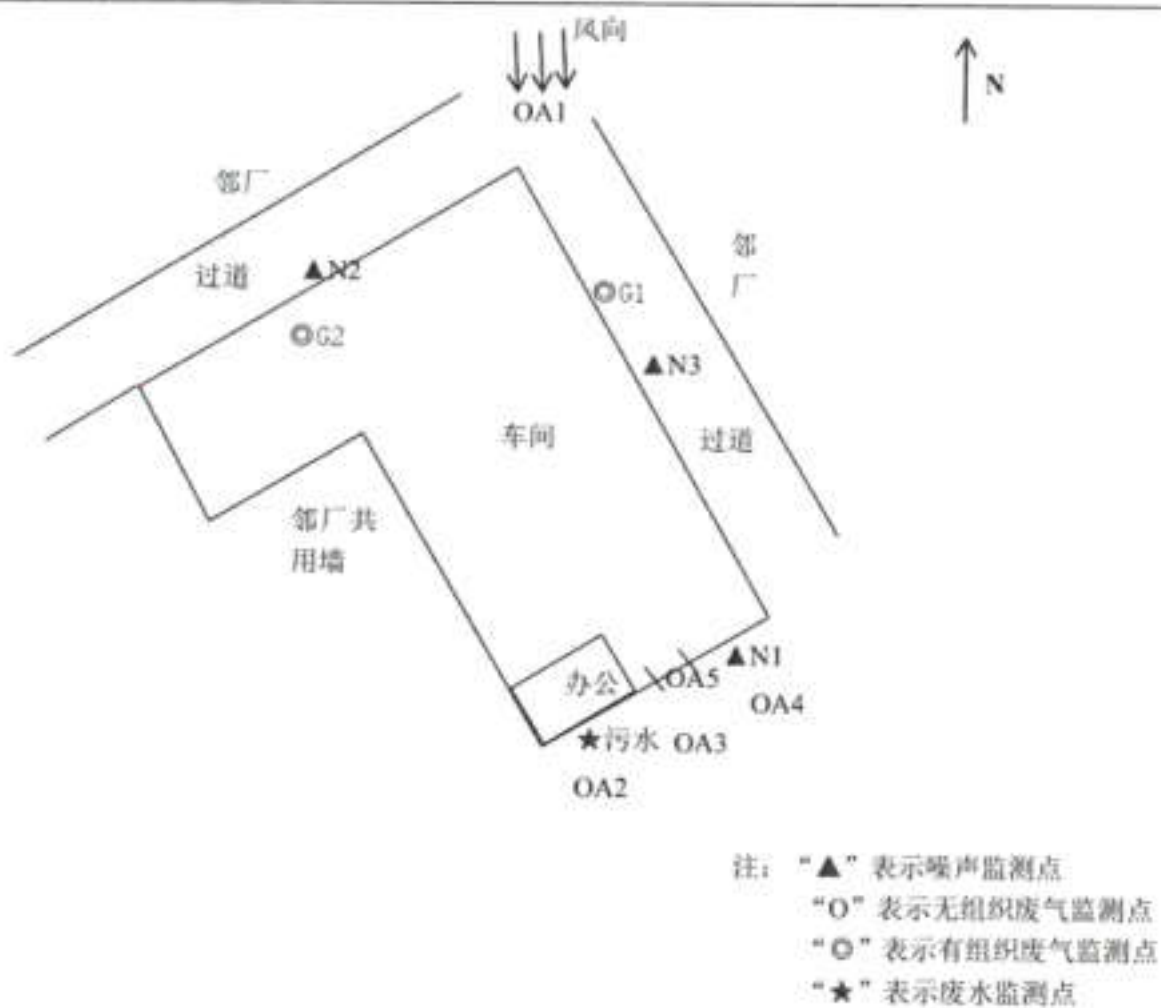 风向
N
OA1
邻厂
邻
厂
过道
▲N2
◎G1
◎G2
▲N3
车间
过道
邻厂共
用墙
▲N1
办公
OA5
OA4
★污水
OA3
OA2
注：“▲”表示噪声监测点
“O”表示无组织废气监测点
“◎”表示有组织废气监测点
“★”表示废水监测点